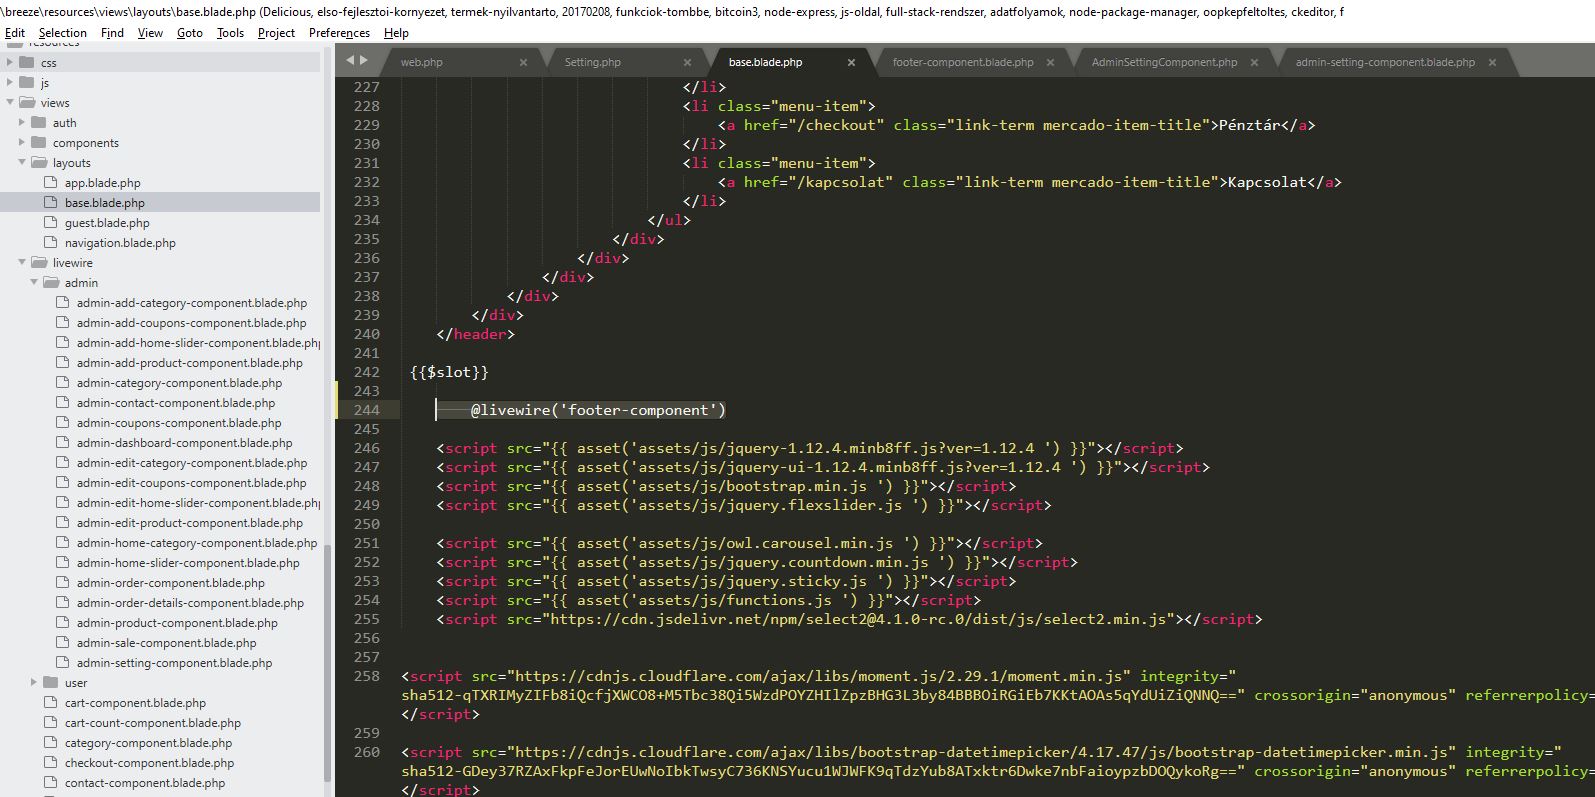 \breeze\resources\views\layouts\base.blade.php (Delicious, elso-fejlesztoi-kornyezet, termek-nyilvantarto, 20170208, funkciok-tombbe, bitcoin3, node-express, js-oldal, full-stack-rendszer, adatfolyamok, node-package-manager, oopkepfeltoltes, ckeditor, f
Edit Selection Find View Goto Tools Project Preferences Help
resources
css
js
views
auth
components
layouts
app.blade.php
base.blade.php
guest.blade.php
navigation.blade.php
livewire
admin
admin-add-category-component.blade.php
admin-add-coupons-component.blade.php
admin-add-home-slider-component.blade.ph
admin-add-product-component.blade.php
admin-category-component.blade.php
admin-contact-component.blade.php
admin-coupons-component.blade.php
admin-dashboard-component.blade.php
admin-edit-category-component.blade.php
admin-edit-coupons-component.blade.php
admin-edit-home-slider-component.blade.ph
admin-edit-product-component.blade.php
admin-home-category-component.blade.php
admin-home-slider-component.blade.php
admin-order-component.blade.php
admin-order-details-component.blade.php
admin-product-component.blade.php
admin-sale-component.blade.php
admin-setting-component.blade.php
user
cart-component.blade.php
cart-count-component.blade.php
category-component.blade.php
checkout-component.blade.php
contact-component.blade.php
web.php × Setting.php × base.blade.php × footer-component.blade.php × AdminSettingComponent.php × admin-setting-component.blade.php ×
227 </li>
228 <li class="menu-item">
229 <a href="/checkout" class="link-term mercado-item-title">Pénztár</a>
230 </li>
231 <li class="menu-item">
232 <a href="/kapcsolat" class="link-term mercado-item-title">Kapcsolat</a>
233 </li>
234 </ul>
235 </div>
236 </div>
237 </div>
238 </div>
239 </div>
240 </header>
241
242 {{$slot}}
243
244 @livewire('footer-component')
245
246 <script src="{{ asset('assets/js/jquery-1.12.4.minb8ff.js?ver=1.12.4 ') }}"></script>
247 <script src="{{ asset('assets/js/jquery-ui-1.12.4.minb8ff.js?ver=1.12.4 ') }}"></script>
248 <script src="{{ asset('assets/js/bootstrap.min.js ') }}"></script>
249 <script src="{{ asset('assets/js/jquery.flexslider.js ') }}"></script>
250
251 <script src="{{ asset('assets/js/owl.carousel.min.js ') }}"></script>
252 <script src="{{ asset('assets/js/jquery.countdown.min.js ') }}"></script>
253 <script src="{{ asset('assets/js/jquery.sticky.js ') }}"></script>
254 <script src="{{ asset('assets/js/functions.js ') }}"></script>
255 <script src="https://cdn.jsdelivr.net/npm/select2@4.1.0-rc.0/dist/js/select2.min.js"></script>
256
257
258 <script src="https://cdnjs.cloudflare.com/ajax/libs/moment.js/2.29.1/moment.min.js" integrity="
sha512-qTXRIMyZIFb8iQcfjXWCO8+M5Tbc38Qi5WzdPOYZHIlZpzBHG3L3by84BBBOiRGiEb7KKtAOAs5qYdUiZiQNNQ==" crossorigin="anonymous" referrerpolicy=
</script>
259
260 <script src="https://cdnjs.cloudflare.com/ajax/libs/bootstrap-datetimepicker/4.17.47/js/bootstrap-datetimepicker.min.js" integrity="
sha512-GDey37RZAxFkpFeJorEUwNoIbkTwsyC736KNSYucu1WJWFK9qTdzYub8ATxktr6Dwke7nbFaioypzbDOQykoRg==" crossorigin="anonymous" referrerpolicy=
</script>